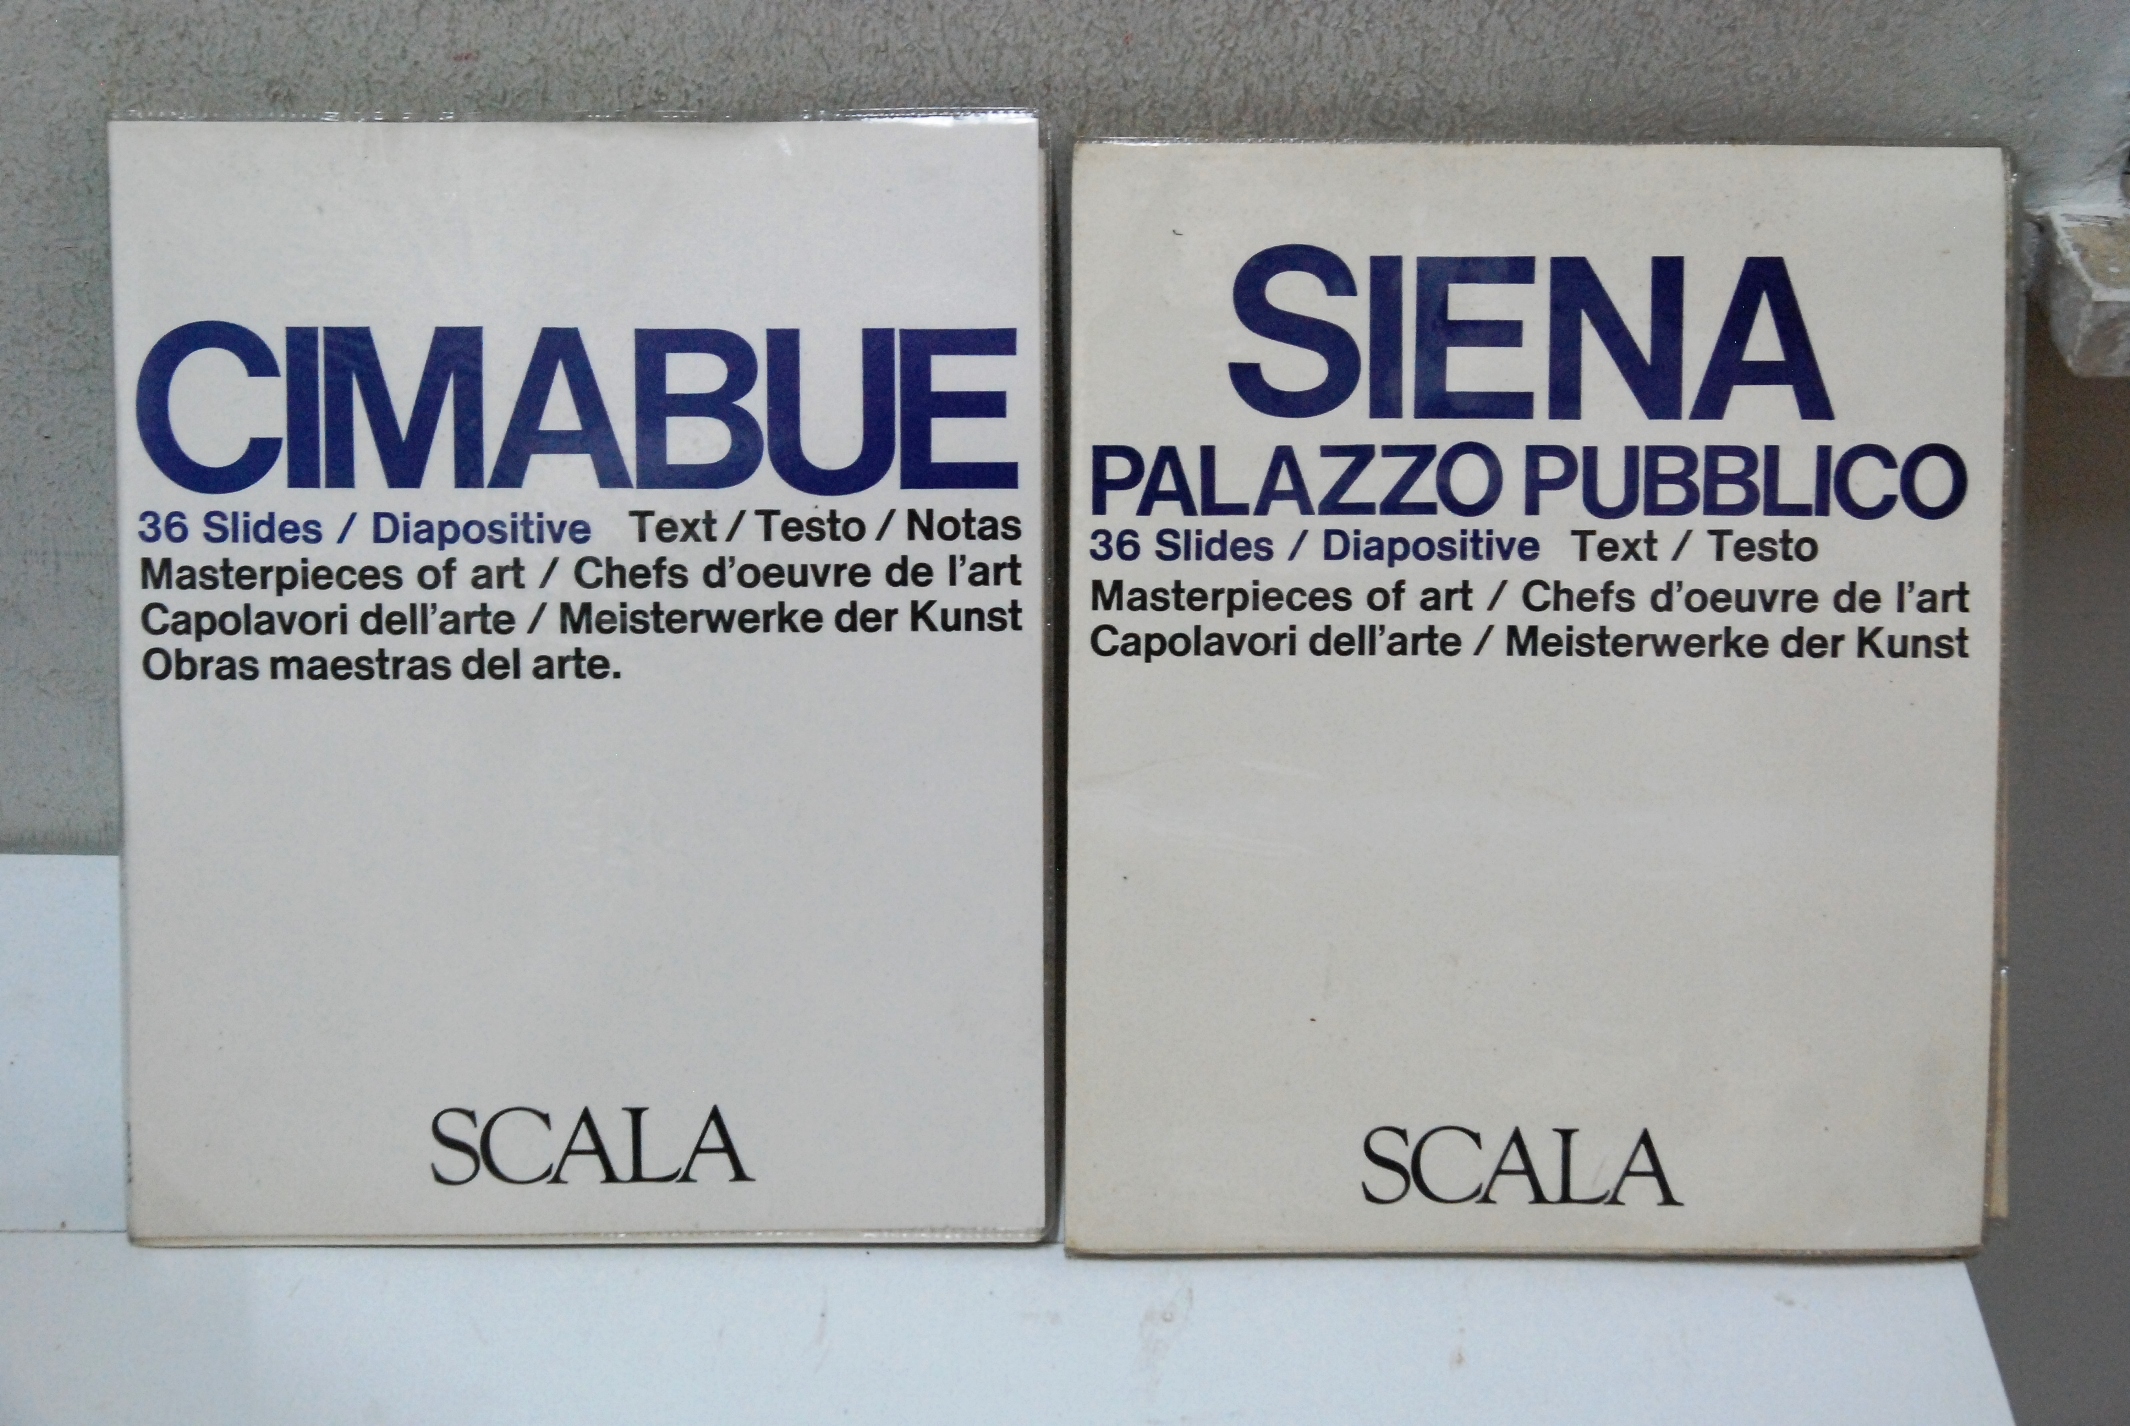 CIMABUE
36 Slides / Diapositive Text / Testo / Notas
Masterpieces of art / Chefs d'oeuvre de l'art
Capolavori dell'arte / Meisterwerke der Kunst
Obras maestras del arte.
SCALA
SIENA
PALAZZO PUBBLICO
36 Slides / Diapositive Text / Testo
Masterpieces of art / Chefs d'oeuvre de l'art
Capolavori dell'arte / Meisterwerke der Kunst
SCALA